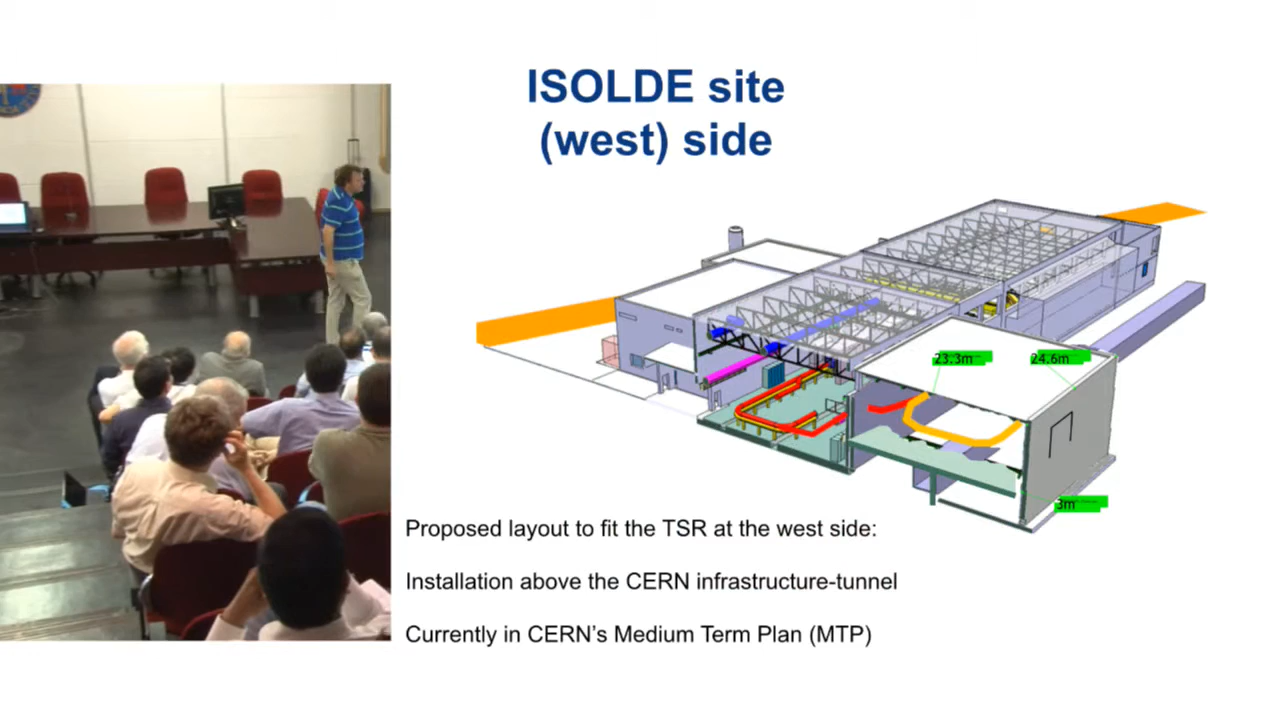 ISOLDE site
(west) side
23.3m
24.6m
3m
Proposed layout to fit the TSR at the west side:
Installation above the CERN infrastructure-tunnel
Currently in CERN’s Medium Term Plan (MTP)